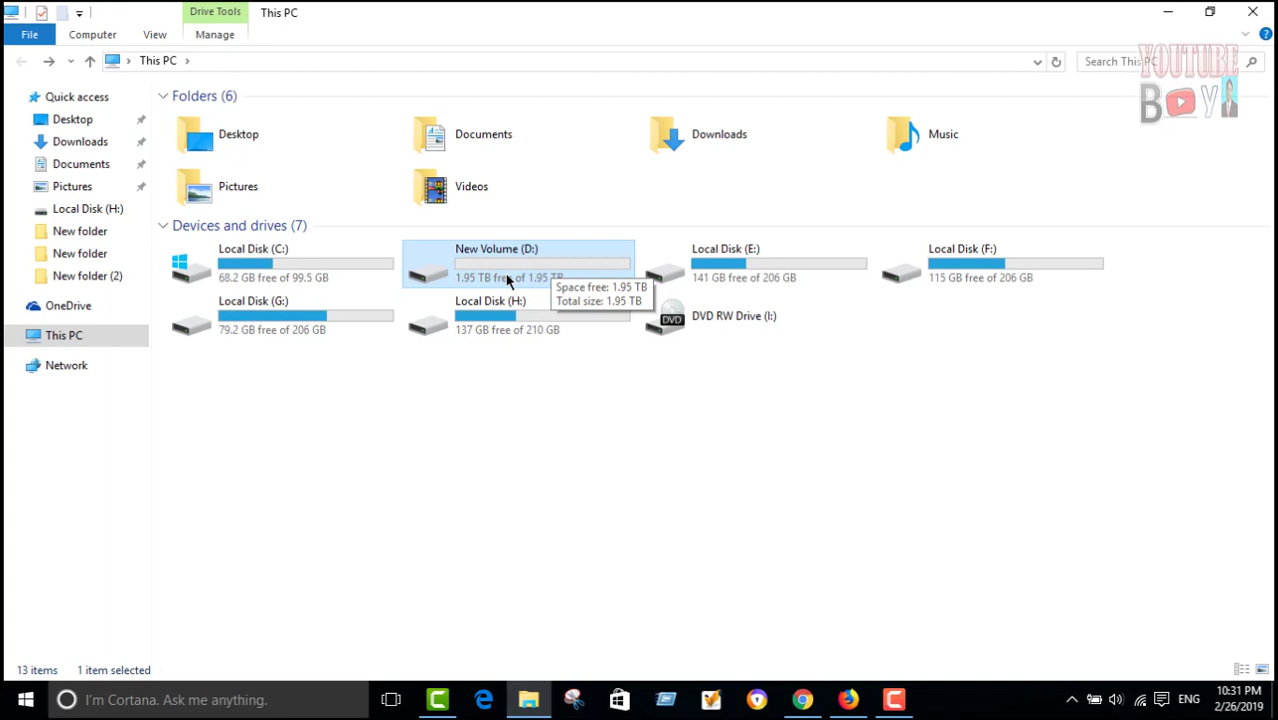 Drive Tools
This PC
File
Computer
View
Manage
This PC
Search This PC
YOUTUBE
BOY
Quick access
Desktop
Downloads
Documents
Pictures
Local Disk (H:)
New folder
New folder
New folder (2)
OneDrive
This PC
Network
Folders (6)
Desktop
Documents
Downloads
Music
Pictures
Videos
Devices and drives (7)
Local Disk (C:)
68.2 GB free of 99.5 GB
New Volume (D:)
1.95 TB free of 1.95 TB
Space free: 1.95 TB
Total size: 1.95 TB
Local Disk (E:)
141 GB free of 206 GB
Local Disk (F:)
115 GB free of 206 GB
Local Disk (G:)
79.2 GB free of 206 GB
Local Disk (H:)
137 GB free of 210 GB
DVD
DVD RW Drive (I:)
13 items
1 item selected
I'm Cortana. Ask me anything.
ENG
10:31 PM
2/26/2019